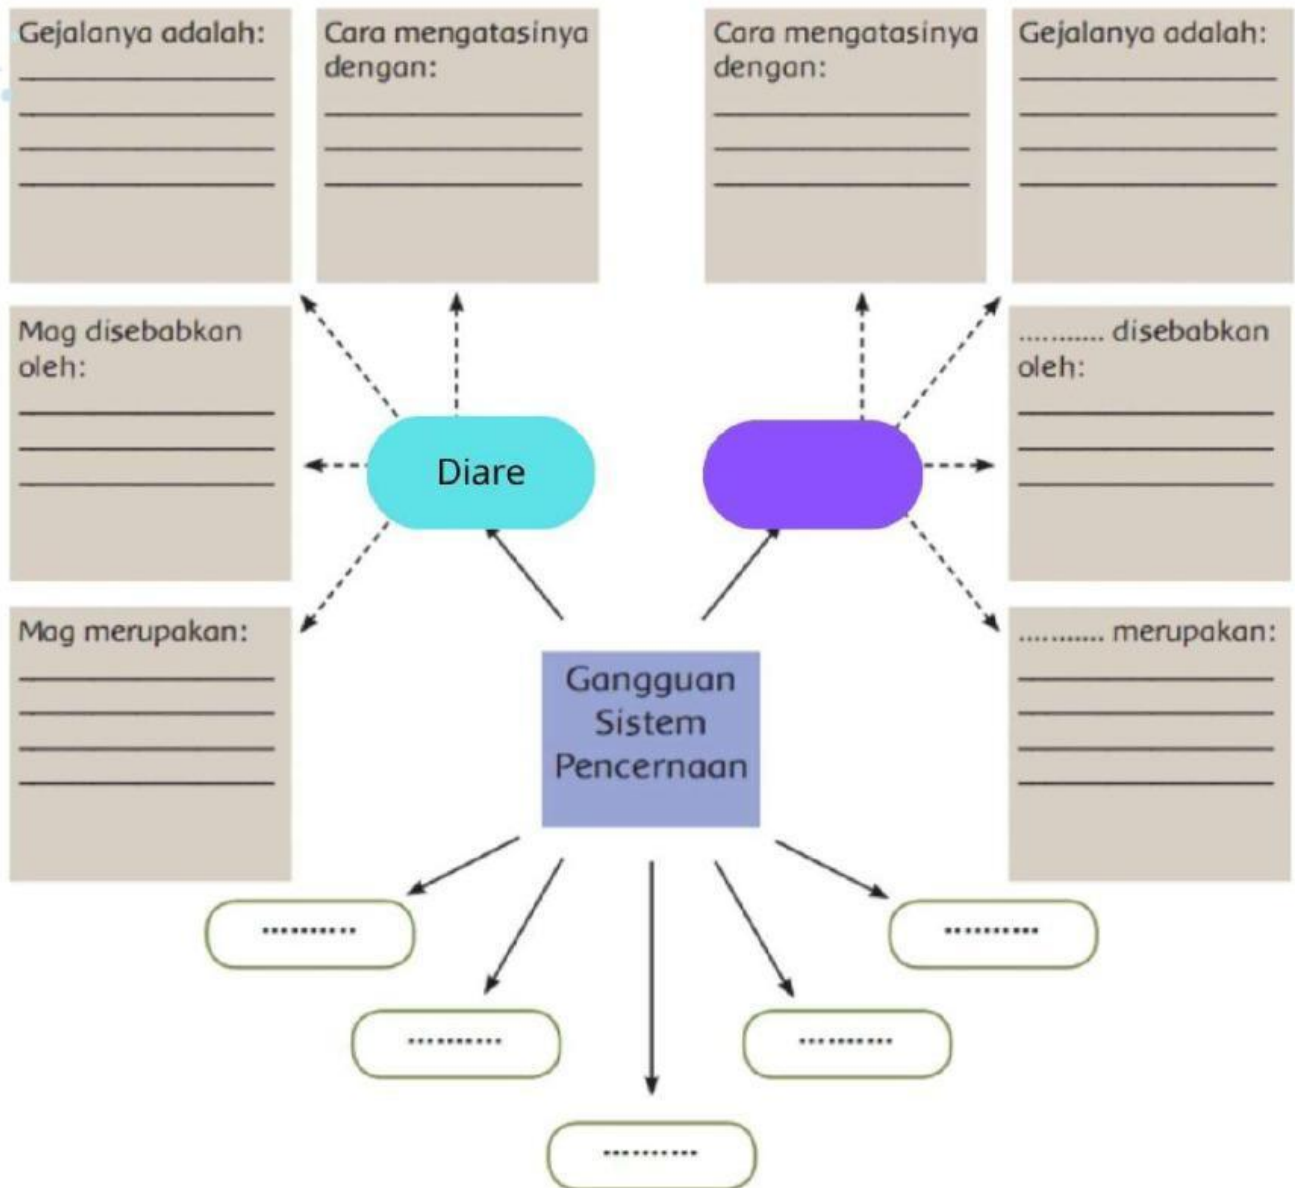 Gejalanya adalah:
Cara mengatasinya
dengan:
Cara mengatasinya
dengan:
Gejalanya adalah:
Mag disebabkan
oleh:
........... disebabkan
oleh:
Diare
Mag merupakan:
........... merupakan:
Gangguan
Sistem
Pencernaan
..........
..........
..........
..........
..........